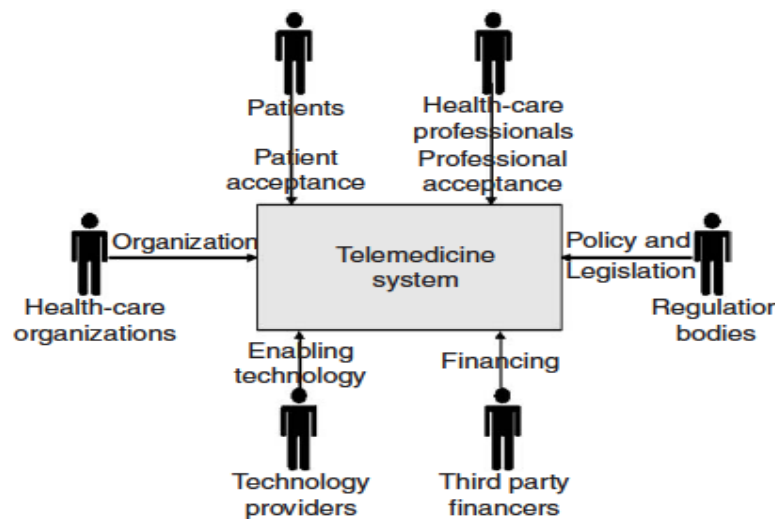 Patients
Health-care
professionals
Patient
acceptance
Professional
acceptance
Organization
Telemedicine
system
Policy and
Legislation
Health-care
organizations
Regulation
bodies
Enabling
technology
Financing
Technology
providers
Third party
financers